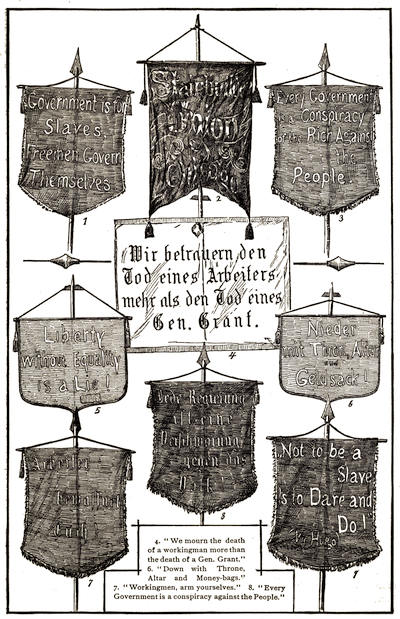 Government is for
Slaves.
Freemen Govern
Themselves
1
UNION
2
Every Government
is a Conspiracy
of the Rich Against
the
People.
3
Wir betrauern den
Tod eines Arbeiters
mehr als den Tod eines
Gen. Grant.
4
Liberty
without Equality
is a Lie!
5
Nieder
mit Thron, Altar
und
Geldsack!
6
Jede Regierung
ist eine
Verschwörung
gegen das
Volk
8
Arbeiter
bewaffnet
Euch!
7
Not to be a
Slave
is to Dare and
Do!
(V. Hugo)
4. "We mourn the death
of a workingman more than
the death of a Gen. Grant."
6. "Down with Throne,
Altar and Money-bags."
7. "Workingmen, arm yourselves." 8. "Every
Government is a conspiracy against the People."